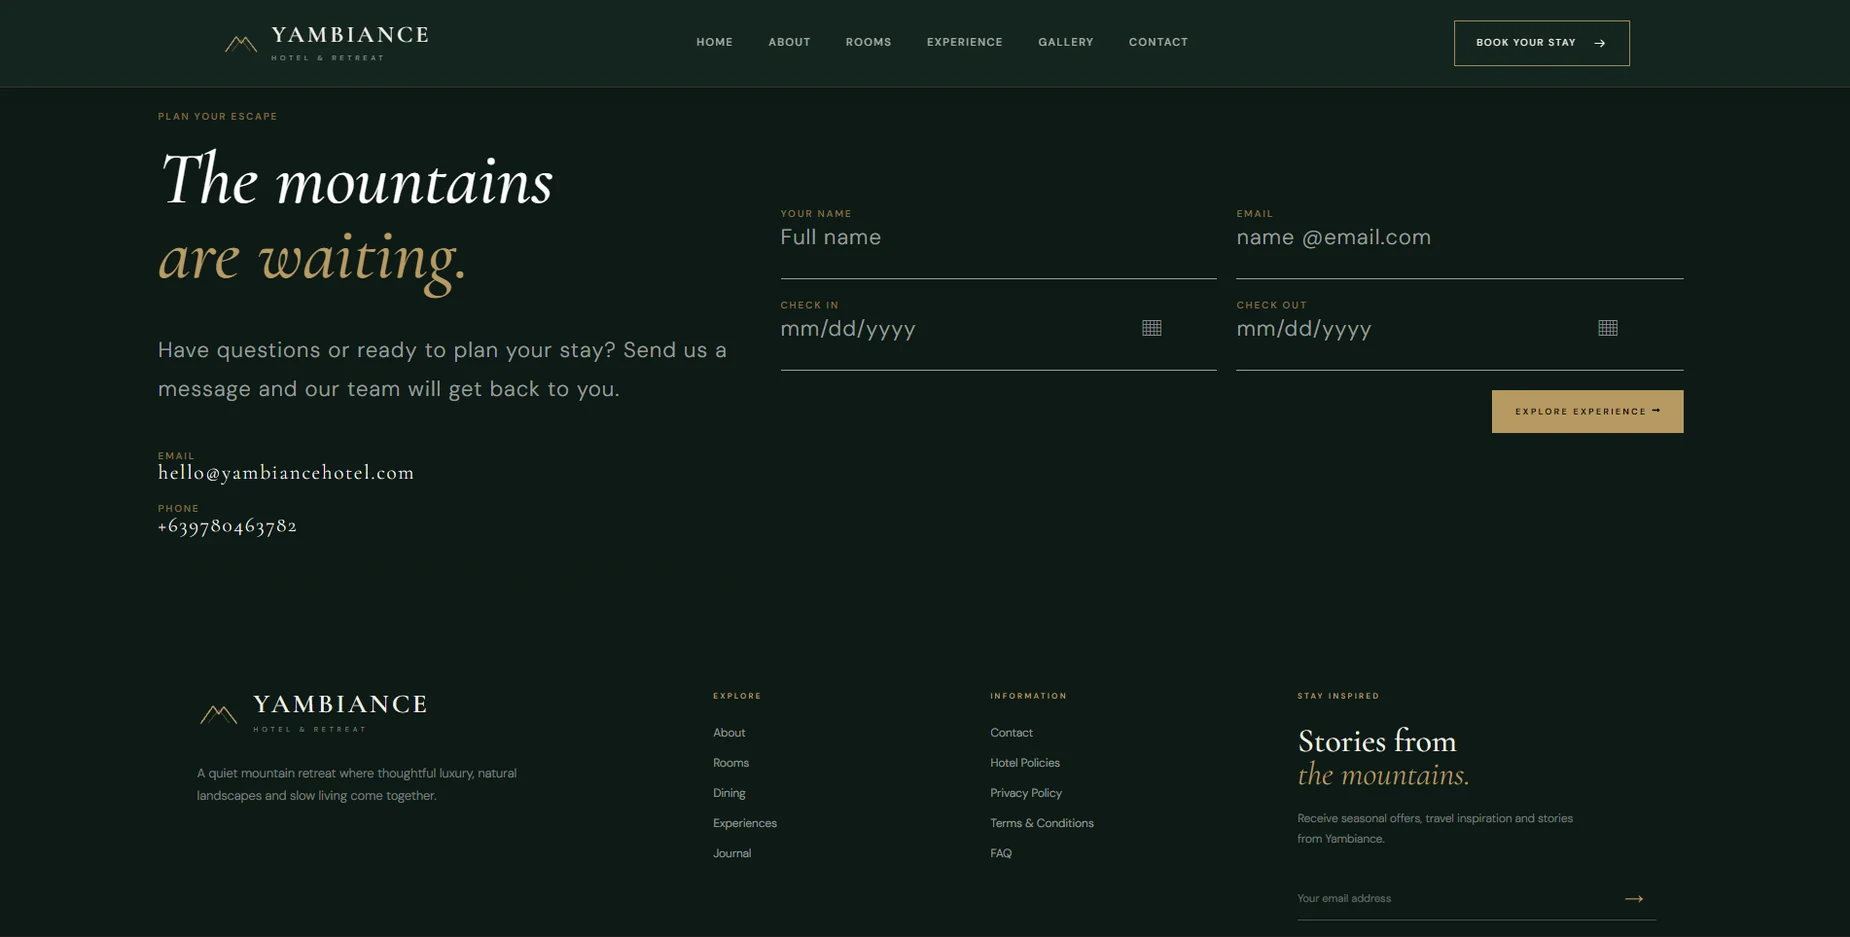 YAMBIANCE
HOTEL & RETREAT
HOME ABOUT ROOMS EXPERIENCE GALLERY CONTACT
BOOK YOUR STAY →
PLAN YOUR ESCAPE
The mountains
are waiting.
Have questions or ready to plan your stay? Send us a
message and our team will get back to you.
EMAIL
hello@yambiancehotel.com
PHONE
+639780463782
YOUR NAME
Full name
EMAIL
name @email.com
CHECK IN
mm/dd/yyyy
CHECK OUT
mm/dd/yyyy
EXPLORE EXPERIENCE →
YAMBIANCE
HOTEL & RETREAT
A quiet mountain retreat where thoughtful luxury, natural
landscapes and slow living come together.
EXPLORE
About
Rooms
Dining
Experiences
Journal
INFORMATION
Contact
Hotel Policies
Privacy Policy
Terms & Conditions
FAQ
STAY INSPIRED
Stories from
the mountains.
Receive seasonal offers, travel inspiration and stories
from Yambiance.
Your email address →